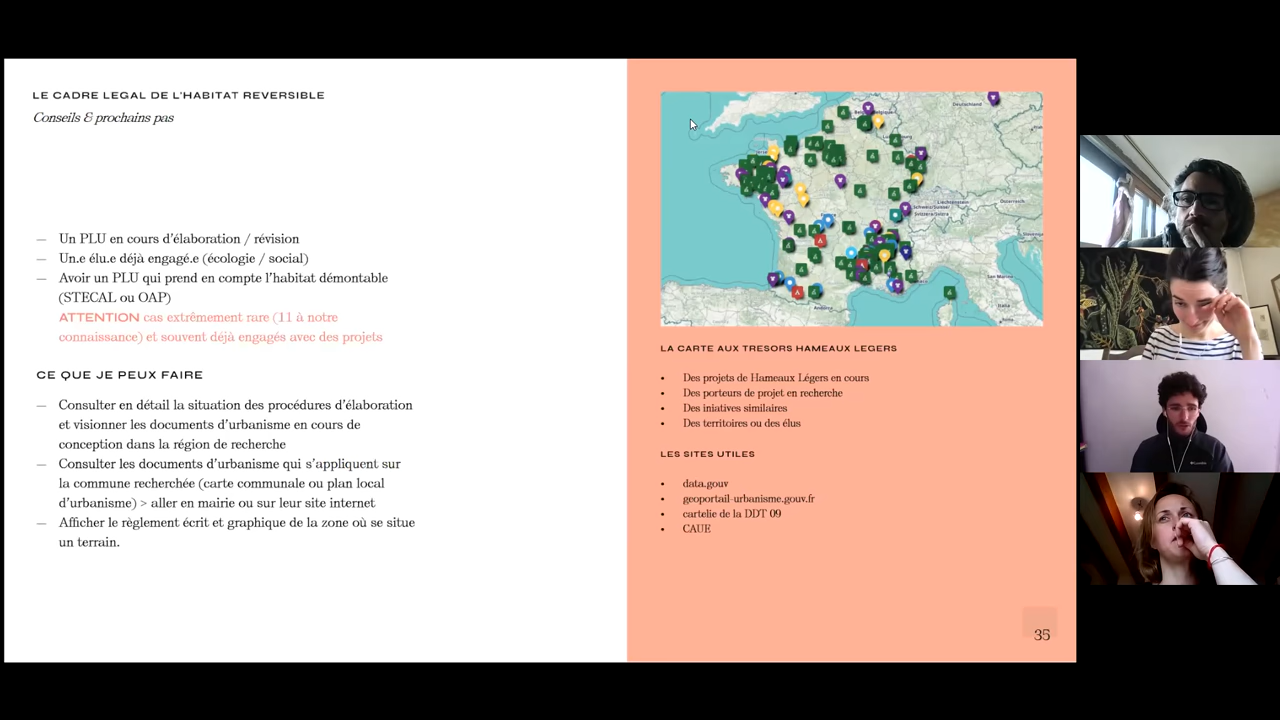 LE CADRE LEGAL DE L'HABITAT REVERSIBLE
Conseils & prochains pas
— Un PLU en cours d'élaboration / révision
— Un.e élu.e déjà engagé.e (écologie / social)
— Avoir un PLU qui prend en compte l'habitat démontable
(STECAL ou OAP)
ATTENTION cas extrêmement rare (11 à notre
connaissance) et souvent déjà engagés avec des projets
CE QUE JE PEUX FAIRE
— Consulter en détail la situation des procédures d'élaboration
et visionner les documents d'urbanisme en cours de
conception dans la région de recherche
— Consulter les documents d'urbanisme qui s'appliquent sur
la commune recherchée (carte communale ou plan local
d'urbanisme) > aller en mairie ou sur leur site internet
— Afficher le règlement écrit et graphique de la zone où se situe
un terrain.
Deutschland
Liechtenstein
Österreich
San Marino
Italia
LA CARTE AUX TRESORS HAMEAUX LEGERS
• Des projets de Hameaux Légers en cours
• Des porteurs de projet en recherche
• Des iniatives similaires
• Des territoires ou des élus
LES SITES UTILES
• data.gouv
• geoportail-urbanisme.gouv.fr
• cartelie de la DDT 09
• CAUE
35